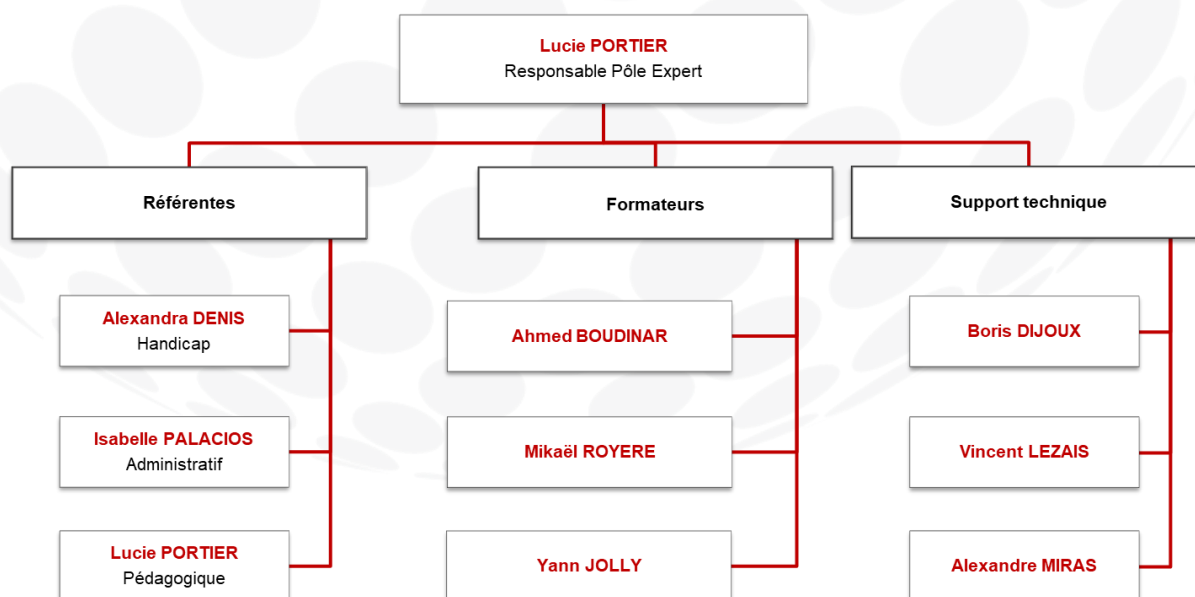 Lucie PORTIER
Responsable Pôle Expert
Référentes
Formateurs
Support technique
Alexandra DENIS
Handicap
Ahmed BOUDINAR
Boris DIJOUX
Isabelle PALACIOS
Administratif
Mikaël ROYERE
Vincent LEZAIS
Lucie PORTIER
Pédagogique
Yann JOLLY
Alexandre MIRAS